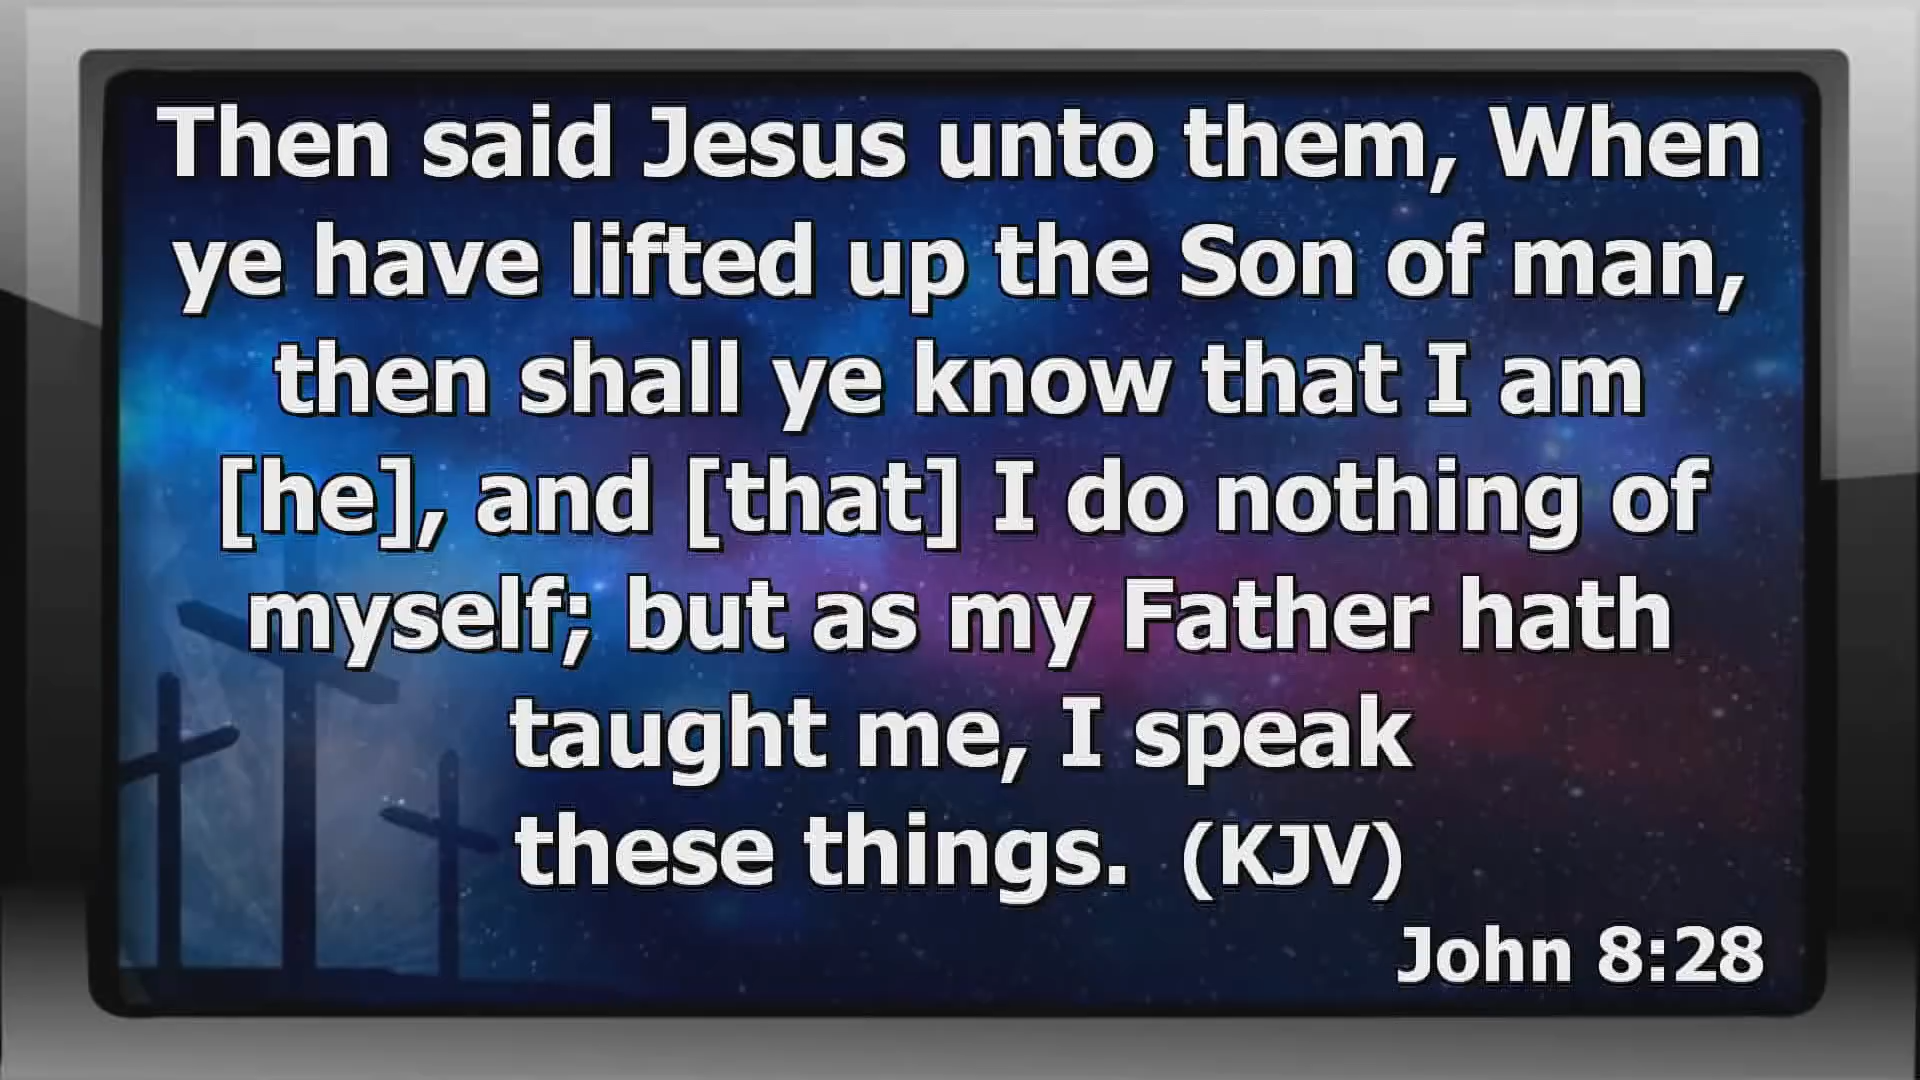 Then said Jesus unto them, When
ye have lifted up the Son of man,
then shall ye know that I am
[he], and [that] I do nothing of
myself; but as my Father hath
taught me, I speak
these things. (KJV)
John 8:28